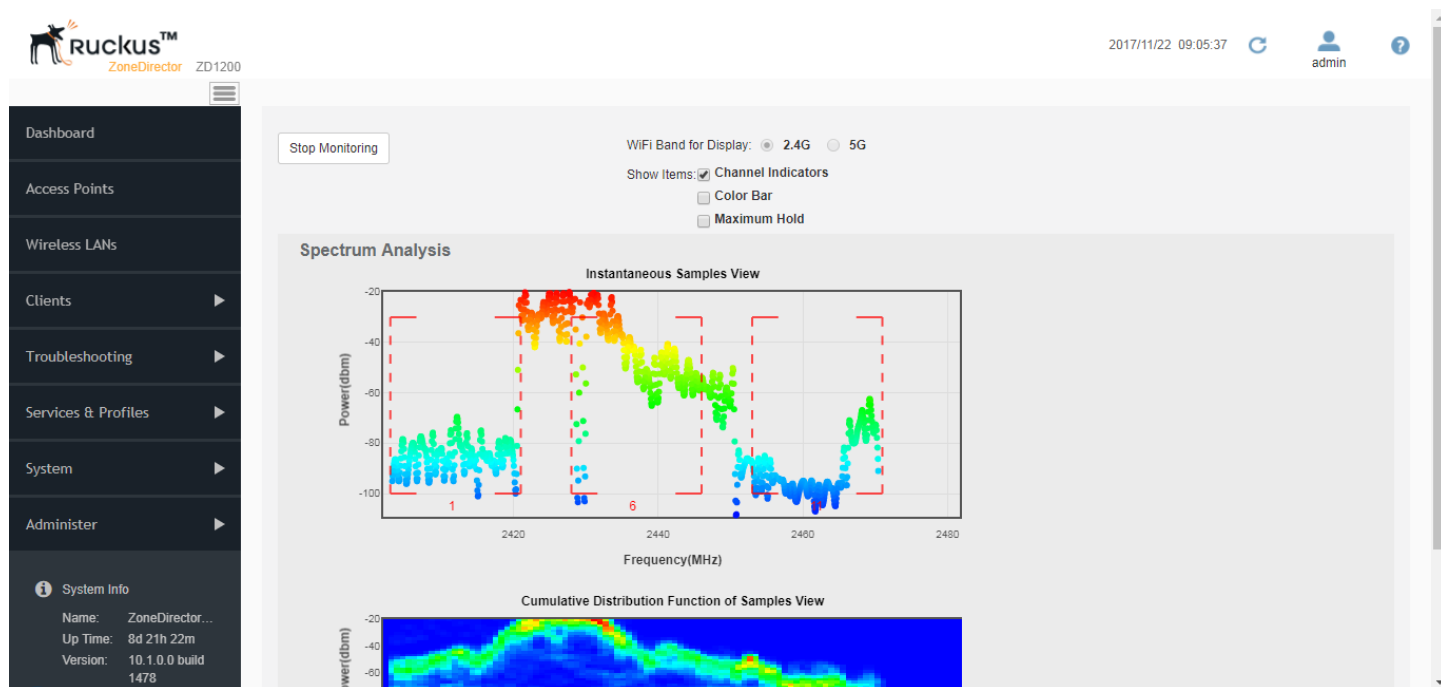 Ruckus™
ZoneDirector ZD1200
2017/11/22 09:05:37
admin
?
Dashboard
Access Points
Wireless LANs
Clients
Troubleshooting
Services & Profiles
System
Administer
i System Info
Name: ZoneDirector...
Up Time: 8d 21h 22m
Version: 10.1.0.0 build
1478
Stop Monitoring
WiFi Band for Display: 2.4G 5G
Show Items: Channel Indicators
Color Bar
Maximum Hold
Spectrum Analysis
Instantaneous Samples View
Power(dbm)
-20
-40
-60
-80
-100
1 6
2420 2440 2460 2480
Frequency(MHz)
Cumulative Distribution Function of Samples View
-20
-40
-60